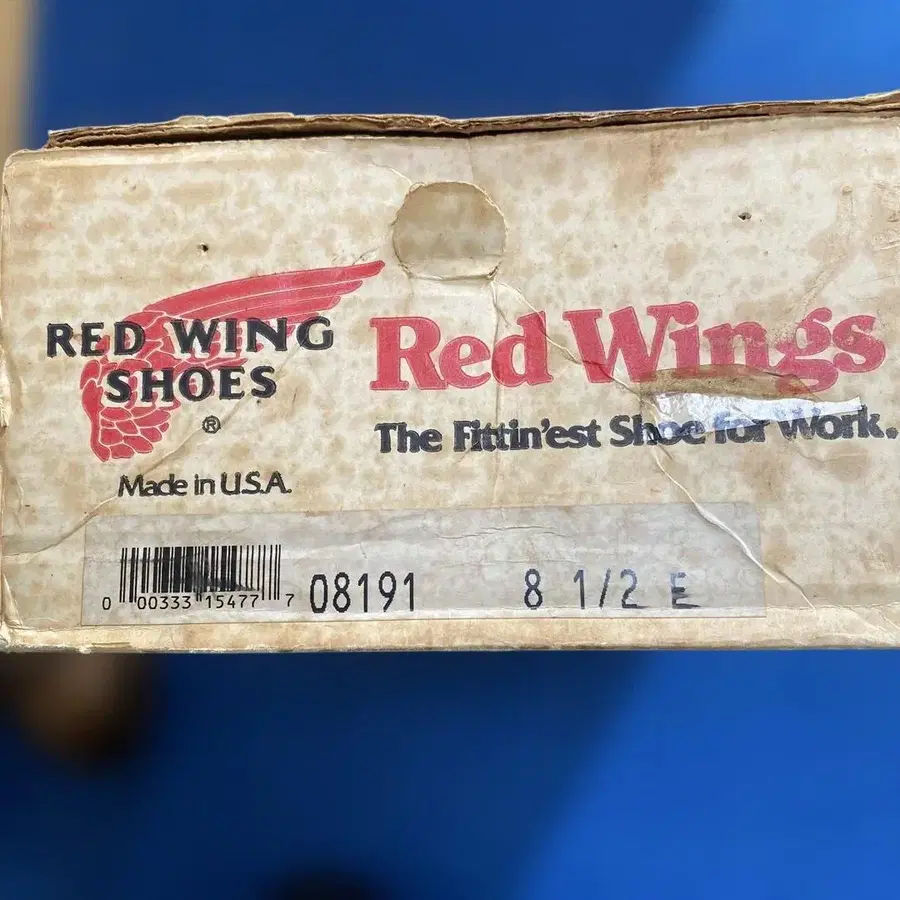 RED WING
SHOES
®
Made in U.S.A.
Red Wings
The Fittin'est Shoe for Work.
0 00333 15477 7
08191 8 1/2 E